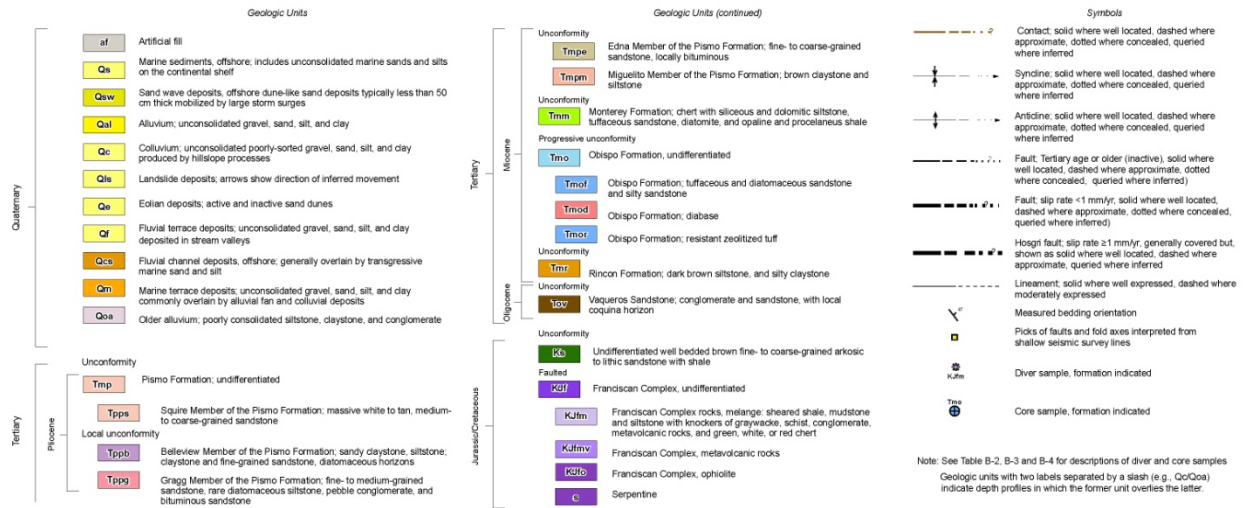 Geologic Units
Quaternary
af
Artificial fill
Qs
Marine sediments, offshore; includes unconsolidated marine sands and silts
on the continental shelf
Qsw
Sand wave deposits, offshore dune-like sand deposits typically less than 50
cm thick mobilized by large storm surges
Qal
Alluvium; unconsolidated gravel, sand, silt, and clay
Qc
Colluvium; unconsolidated poorly-sorted gravel, sand, silt, and clay
produced by hillslope processes
Qls
Landslide deposits; arrows show direction of inferred movement
Qe
Eolian deposits; active and inactive sand dunes
Qf
Fluvial terrace deposits; unconsolidated gravel, sand, silt, and clay
deposited in stream valleys
Qcs
Fluvial channel deposits, offshore; generally overlain by transgressive
marine sand and silt
Qm
Marine terrace deposits; unconsolidated gravel, sand, silt, and clay
commonly overlain by alluvial fan and colluvial deposits
Qoa
Older alluvium; poorly consolidated siltstone, claystone, and conglomerate
Tertiary
Pliocene
Unconformity
Tmp
Pismo Formation; undifferentiated
Tpps
Squire Member of the Pismo Formation; massive white to tan, medium-
to coarse-grained sandstone
Local unconformity
Tppb
Belleview Member of the Pismo Formation; sandy claystone, siltstone;
claystone and fine-grained sandstone, diatomaceous horizons
Tppg
Gragg Member of the Pismo Formation; fine- to medium-grained
sandstone, rare diatomaceous siltstone, pebble conglomerate, and
bituminous sandstone
Geologic Units (continued)
Tertiary
Miocene
Unconformity
Tmpe
Edna Member of the Pismo Formation; fine- to coarse-grained
sandstone, locally bituminous
Tmpm
Miguelito Member of the Pismo Formation; brown claystone and
siltstone
Unconformity
Tmm
Monterey Formation; chert with siliceous and dolomitic siltstone,
tuffaceous sandstone, diatomite, and opaline and procelaneus shale
Progressive unconformity
Tmo
Obispo Formation, undifferentiated
Tmof
Obispo Formation; tuffaceous and diatomaceous sandstone
and silty sandstone
Tmod
Obispo Formation; diabase
Tmor
Obispo Formation; resistant zeolitized tuff
Unconformity
Tmr
Rincon Formation; dark brown siltstone, and silty claystone
Oligocene
Unconformity
Tov
Vaqueros Sandstone; conglomerate and sandstone, with local
coquina horizon
Jurassic/Cretaceous
Unconformity
Ks
Undifferentiated well bedded brown fine- to coarse-grained arkosic
to lithic sandstone with shale
Faulted
KJf
Franciscan Complex, undifferentiated
KJfm
Franciscan Complex rocks, melange: sheared shale, mudstone
and siltstone with knockers of graywacke, schist, conglomerate,
metavolcanic rocks, and green, white, or red chert
KJfmv
Franciscan Complex, metavolcanic rocks
KJfo
Franciscan Complex, ophiolite
s
Serpentine
Symbols
?
Contact; solid where well located, dashed where
approximate, dotted where concealed, queried
where inferred
Syncline; solid where well located, dashed where
approximate, dotted where concealed, queried
where inferred
Anticline; solid where well located, dashed where
approximate, dotted where concealed, queried
where inferred
?
Fault; Tertiary age or older (inactive), solid where
well located, dashed where approximate, dotted
where concealed, queried where inferred)
?
Fault; slip rate <1 mm/yr, solid where well located,
dashed where approximate, dotted where concealed,
queried where inferred)
?
Hosgri fault; slip rate ≥1 mm/yr, generally covered but,
shown as solid where well located, dashed where
approximate, queried where inferred
Lineament; solid where well expressed, dashed where
moderately expressed
Measured bedding orientation
Picks of faults and fold axes interpreted from
shallow seismic survey lines
KJfm
Diver sample, formation indicated
Tmo
Core sample, formation indicated
Note: See Table B-2, B-3 and B-4 for descriptions of diver and core samples
Geologic units with two labels separated by a slash (e.g., Qc/Qoa)
indicate depth profiles in which the former unit overlies the latter.